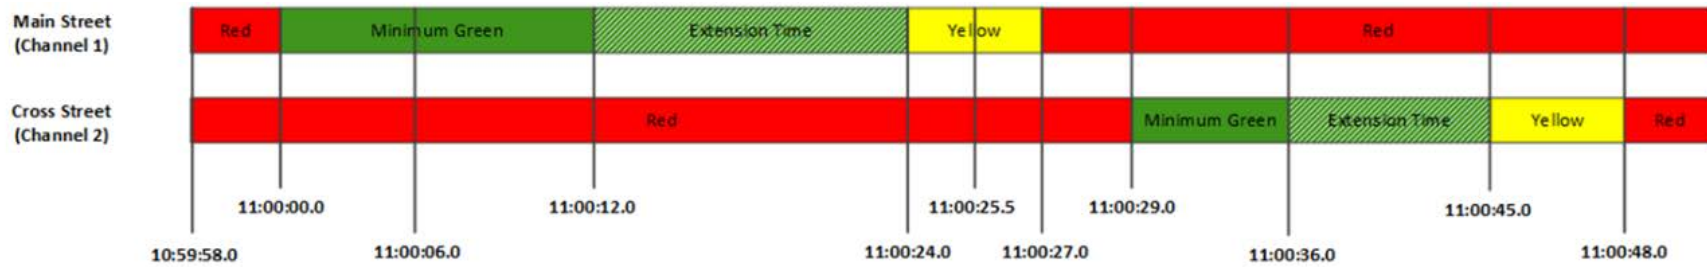 Main Street
(Channel 1)
Red
Minimum Green
Extension Time
Yellow
Red
Cross Street
(Channel 2)
Red
Minimum Green
Extension Time
Yellow
Red
11:00:00.0
11:00:12.0
11:00:25.5
11:00:29.0
11:00:45.0
10:59:58.0
11:00:06.0
11:00:24.0
11:00:27.0
11:00:36.0
11:00:48.0